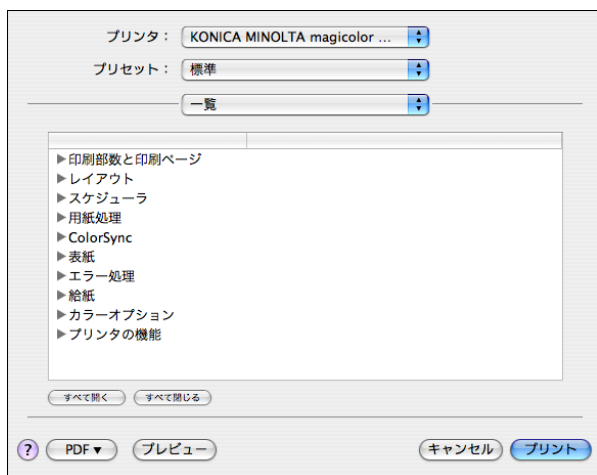 プリンタ： KONICA MINOLTA magicolor ...
プリセット： 標準
一覧
▶印刷部数と印刷ページ
▶レイアウト
▶スケジューラ
▶用紙処理
▶ColorSync
▶表紙
▶エラー処理
▶給紙
▶カラーオプション
▶プリンタの機能
すべて開く すべて閉じる
? PDF▼ プレビュー キャンセル プリント